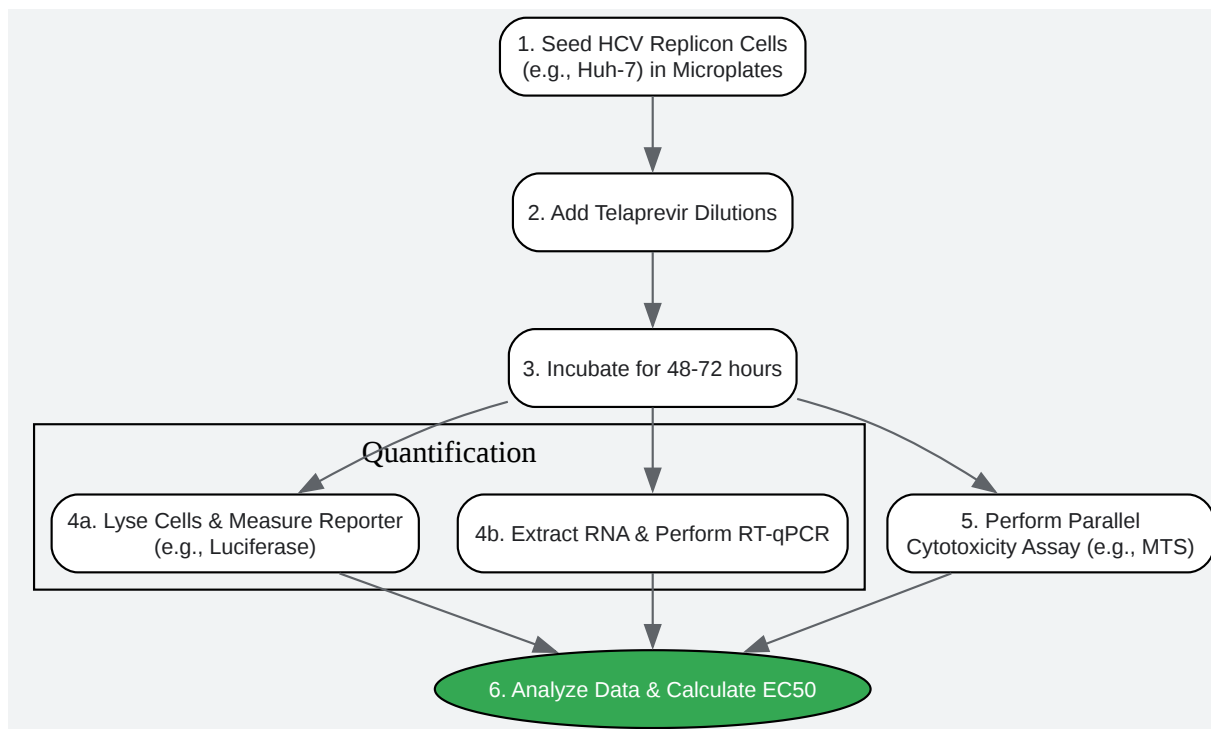 1. Seed HCV Replicon Cells
(e.g., Huh-7) in Microplates
2. Add Telaprevir Dilutions
3. Incubate for 48-72 hours
Quantification
4a. Lyse Cells & Measure Reporter
(e.g., Luciferase)
4b. Extract RNA & Perform RT-qPCR
5. Perform Parallel
Cytotoxicity Assay (e.g., MTS)
6. Analyze Data & Calculate EC50